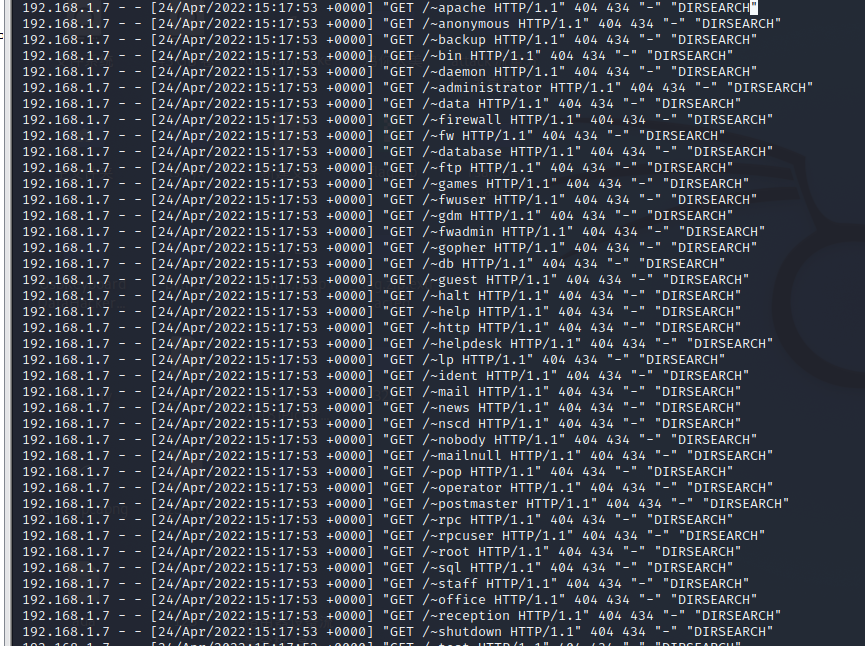 192.168.1.7 - - [24/Apr/2022:15:17:53 +0000] "GET /~apache HTTP/1.1" 404 434 "-" "DIRSEARCH"
192.168.1.7 - - [24/Apr/2022:15:17:53 +0000] "GET /~anonymous HTTP/1.1" 404 434 "-" "DIRSEARCH"
192.168.1.7 - - [24/Apr/2022:15:17:53 +0000] "GET /~backup HTTP/1.1" 404 434 "-" "DIRSEARCH"
192.168.1.7 - - [24/Apr/2022:15:17:53 +0000] "GET /~bin HTTP/1.1" 404 434 "-" "DIRSEARCH"
192.168.1.7 - - [24/Apr/2022:15:17:53 +0000] "GET /~daemon HTTP/1.1" 404 434 "-" "DIRSEARCH"
192.168.1.7 - - [24/Apr/2022:15:17:53 +0000] "GET /~administrator HTTP/1.1" 404 434 "-" "DIRSEARCH"
192.168.1.7 - - [24/Apr/2022:15:17:53 +0000] "GET /~data HTTP/1.1" 404 434 "-" "DIRSEARCH"
192.168.1.7 - - [24/Apr/2022:15:17:53 +0000] "GET /~firewall HTTP/1.1" 404 434 "-" "DIRSEARCH"
192.168.1.7 - - [24/Apr/2022:15:17:53 +0000] "GET /~fw HTTP/1.1" 404 434 "-" "DIRSEARCH"
192.168.1.7 - - [24/Apr/2022:15:17:53 +0000] "GET /~database HTTP/1.1" 404 434 "-" "DIRSEARCH"
192.168.1.7 - - [24/Apr/2022:15:17:53 +0000] "GET /~ftp HTTP/1.1" 404 434 "-" "DIRSEARCH"
192.168.1.7 - - [24/Apr/2022:15:17:53 +0000] "GET /~games HTTP/1.1" 404 434 "-" "DIRSEARCH"
192.168.1.7 - - [24/Apr/2022:15:17:53 +0000] "GET /~fwuser HTTP/1.1" 404 434 "-" "DIRSEARCH"
192.168.1.7 - - [24/Apr/2022:15:17:53 +0000] "GET /~gdm HTTP/1.1" 404 434 "-" "DIRSEARCH"
192.168.1.7 - - [24/Apr/2022:15:17:53 +0000] "GET /~fwadmin HTTP/1.1" 404 434 "-" "DIRSEARCH"
192.168.1.7 - - [24/Apr/2022:15:17:53 +0000] "GET /~gopher HTTP/1.1" 404 434 "-" "DIRSEARCH"
192.168.1.7 - - [24/Apr/2022:15:17:53 +0000] "GET /~db HTTP/1.1" 404 434 "-" "DIRSEARCH"
192.168.1.7 - - [24/Apr/2022:15:17:53 +0000] "GET /~guest HTTP/1.1" 404 434 "-" "DIRSEARCH"
192.168.1.7 - - [24/Apr/2022:15:17:53 +0000] "GET /~halt HTTP/1.1" 404 434 "-" "DIRSEARCH"
192.168.1.7 - - [24/Apr/2022:15:17:53 +0000] "GET /~help HTTP/1.1" 404 434 "-" "DIRSEARCH"
192.168.1.7 - - [24/Apr/2022:15:17:53 +0000] "GET /~http HTTP/1.1" 404 434 "-" "DIRSEARCH"
192.168.1.7 - - [24/Apr/2022:15:17:53 +0000] "GET /~helpdesk HTTP/1.1" 404 434 "-" "DIRSEARCH"
192.168.1.7 - - [24/Apr/2022:15:17:53 +0000] "GET /~lp HTTP/1.1" 404 434 "-" "DIRSEARCH"
192.168.1.7 - - [24/Apr/2022:15:17:53 +0000] "GET /~ident HTTP/1.1" 404 434 "-" "DIRSEARCH"
192.168.1.7 - - [24/Apr/2022:15:17:53 +0000] "GET /~mail HTTP/1.1" 404 434 "-" "DIRSEARCH"
192.168.1.7 - - [24/Apr/2022:15:17:53 +0000] "GET /~news HTTP/1.1" 404 434 "-" "DIRSEARCH"
192.168.1.7 - - [24/Apr/2022:15:17:53 +0000] "GET /~nscd HTTP/1.1" 404 434 "-" "DIRSEARCH"
192.168.1.7 - - [24/Apr/2022:15:17:53 +0000] "GET /~nobody HTTP/1.1" 404 434 "-" "DIRSEARCH"
192.168.1.7 - - [24/Apr/2022:15:17:53 +0000] "GET /~mailnull HTTP/1.1" 404 434 "-" "DIRSEARCH"
192.168.1.7 - - [24/Apr/2022:15:17:53 +0000] "GET /~pop HTTP/1.1" 404 434 "-" "DIRSEARCH"
192.168.1.7 - - [24/Apr/2022:15:17:53 +0000] "GET /~operator HTTP/1.1" 404 434 "-" "DIRSEARCH"
192.168.1.7 - - [24/Apr/2022:15:17:53 +0000] "GET /~postmaster HTTP/1.1" 404 434 "-" "DIRSEARCH"
192.168.1.7 - - [24/Apr/2022:15:17:53 +0000] "GET /~rpc HTTP/1.1" 404 434 "-" "DIRSEARCH"
192.168.1.7 - - [24/Apr/2022:15:17:53 +0000] "GET /~rpcuser HTTP/1.1" 404 434 "-" "DIRSEARCH"
192.168.1.7 - - [24/Apr/2022:15:17:53 +0000] "GET /~root HTTP/1.1" 404 434 "-" "DIRSEARCH"
192.168.1.7 - - [24/Apr/2022:15:17:53 +0000] "GET /~sql HTTP/1.1" 404 434 "-" "DIRSEARCH"
192.168.1.7 - - [24/Apr/2022:15:17:53 +0000] "GET /~staff HTTP/1.1" 404 434 "-" "DIRSEARCH"
192.168.1.7 - - [24/Apr/2022:15:17:53 +0000] "GET /~office HTTP/1.1" 404 434 "-" "DIRSEARCH"
192.168.1.7 - - [24/Apr/2022:15:17:53 +0000] "GET /~reception HTTP/1.1" 404 434 "-" "DIRSEARCH"
192.168.1.7 - - [24/Apr/2022:15:17:53 +0000] "GET /~shutdown HTTP/1.1" 404 434 "-" "DIRSEARCH"